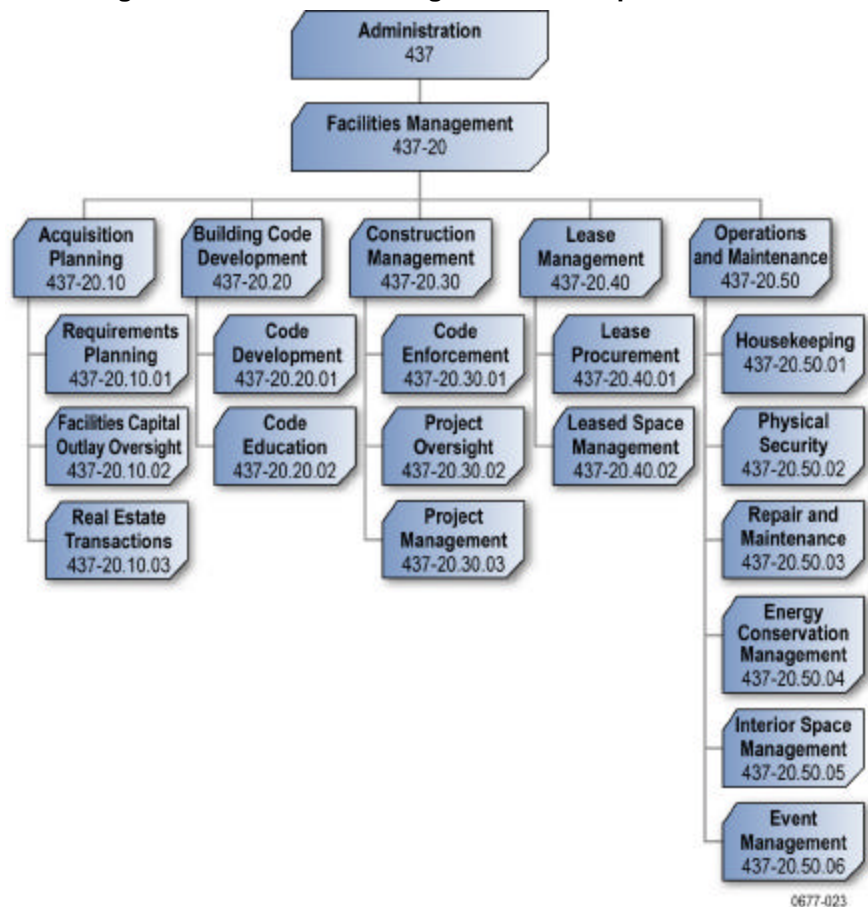 Administration
437
Facilities Management
437-20
Acquisition
Planning
437-20.10
Building Code
Development
437-20.20
Construction
Management
437-20.30
Lease
Management
437-20.40
Operations
and Maintenance
437-20.50
Requirements
Planning
437-20.10.01
Facilities Capital
Outlay Oversight
437-20.10.02
Real Estate
Transactions
437-20.10.03
Code
Development
437-20.20.01
Code
Education
437-20.20.02
Code
Enforcement
437-20.30.01
Project
Oversight
437-20.30.02
Project
Management
437-20.30.03
Lease
Procurement
437-20.40.01
Leased Space
Management
437-20.40.02
Housekeeping
437-20.50.01
Physical
Security
437-20.50.02
Repair and
Maintenance
437-20.50.03
Energy
Conservation
Management
437-20.50.04
Interior Space
Management
437-20.50.05
Event
Management
437-20.50.06
0677-023